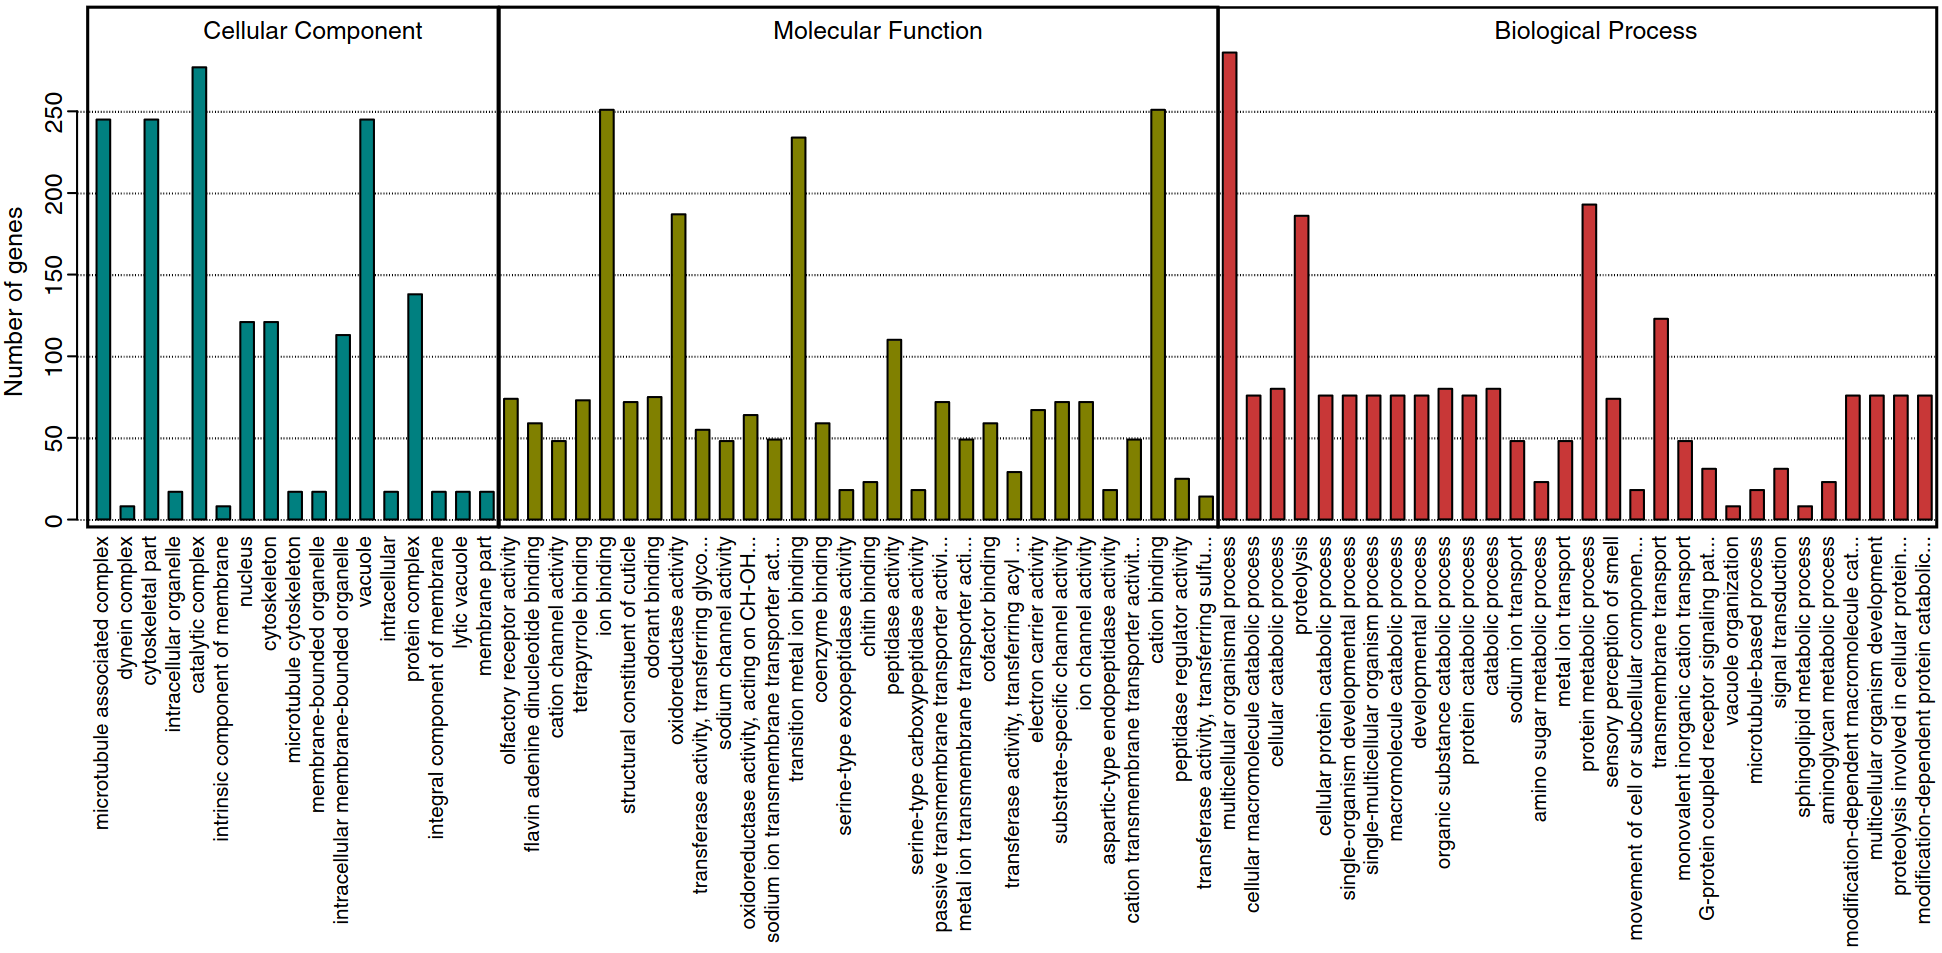 Cellular Component
Molecular Function
Biological Process
Number of genes
250
200
150
100
50
0
microtubule associated complex
dynein complex
cytoskeletal part
intracellular organelle
catalytic complex
intrinsic component of membrane
nucleus
cytoskeleton
microtubule cytoskeleton
membrane-bounded organelle
intracellular membrane-bounded organelle
vacuole
intracellular
protein complex
integral component of membrane
lytic vacuole
membrane part
olfactory receptor activity
flavin adenine dinucleotide binding
cation channel activity
tetrapyrrole binding
ion binding
structural constituent of cuticle
odorant binding
oxidoreductase activity
transferase activity, transferring glyco...
sodium channel activity
oxidoreductase activity, acting on CH-OH...
sodium ion transmembrane transporter act...
transition metal ion binding
coenzyme binding
serine-type exopeptidase activity
chitin binding
peptidase activity
serine-type carboxypeptidase activity
passive transmembrane transporter activi...
metal ion transmembrane transporter acti...
cofactor binding
transferase activity, transferring acyl ...
electron carrier activity
substrate-specific channel activity
ion channel activity
aspartic-type endopeptidase activity
cation transmembrane transporter activit...
cation binding
peptidase regulator activity
transferase activity, transferring sulfu...
multicellular organismal process
cellular macromolecule catabolic process
cellular catabolic process
proteolysis
cellular protein catabolic process
single-organism developmental process
single-multicellular organism process
macromolecule catabolic process
developmental process
organic substance catabolic process
protein catabolic process
catabolic process
sodium ion transport
amino sugar metabolic process
metal ion transport
protein metabolic process
sensory perception of smell
movement of cell or subcellular componen...
transmembrane transport
monovalent inorganic cation transport
G-protein coupled receptor signaling pat...
vacuole organization
microtubule-based process
signal transduction
sphingolipid metabolic process
aminoglycan metabolic process
modification-dependent macromolecule cat...
multicellular organism development
proteolysis involved in cellular protein...
modification-dependent protein catabolic...